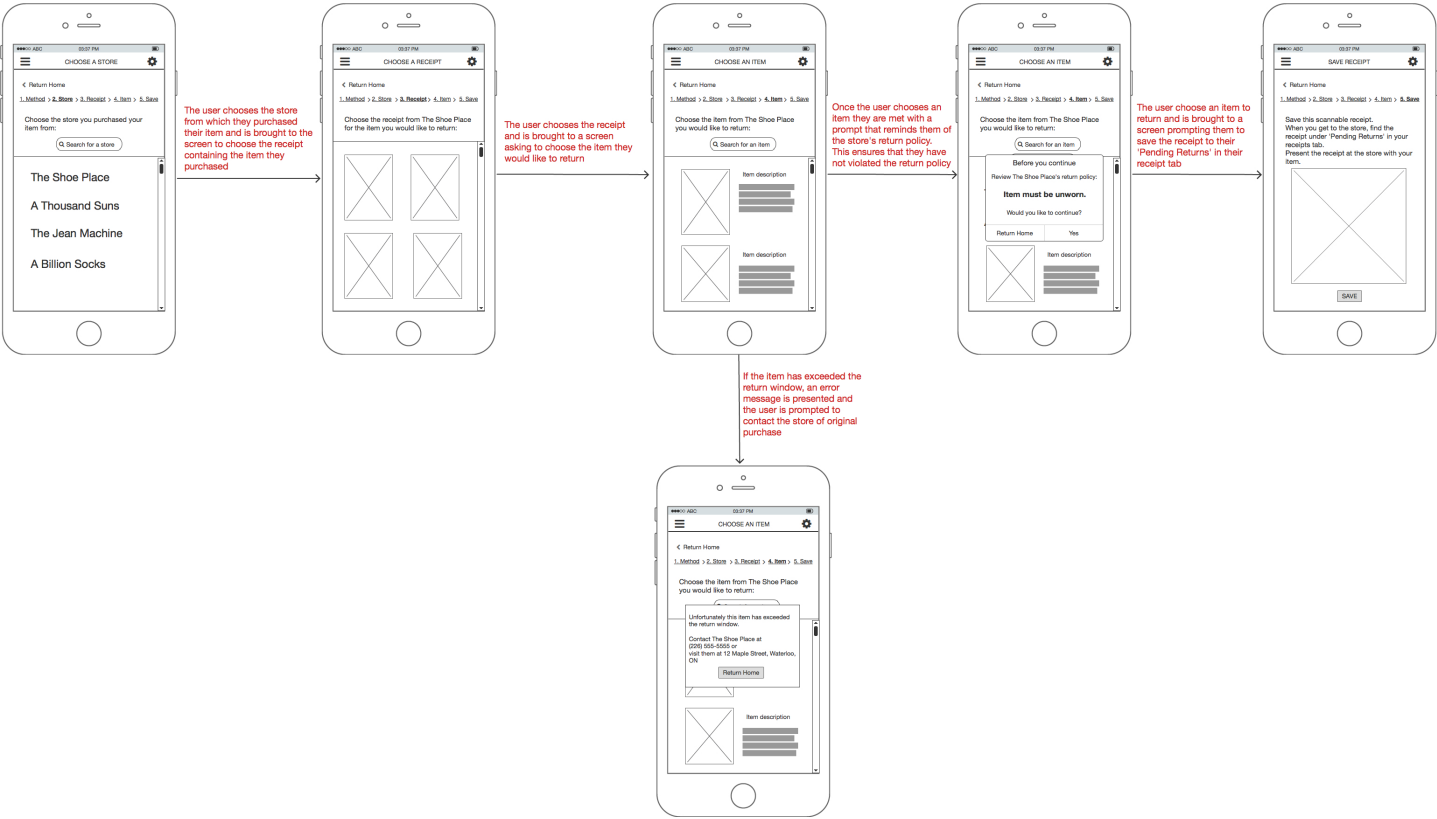 ●●●○○ ABC 03:37 PM
CHOOSE A STORE
Return Home
1. Method > 2. Store > 3. Receipt > 4. Item > 5. Save
Choose the store you purchased your
item from:
Search for a store
The Shoe Place
A Thousand Suns
The Jean Machine
A Billion Socks
The user chooses the store
from which they purchased
their item and is brought to the
screen to choose the receipt
containing the item they
purchased
●●●○○ ABC 03:37 PM
CHOOSE A RECEIPT
Return Home
1. Method > 2. Store > 3. Receipt > 4. Item > 5. Save
Choose the receipt from The Shoe Place
for the item you would like to return:
The user chooses the receipt
and is brought to a screen
asking to choose the item they
would like to return
●●●○○ ABC 03:37 PM
CHOOSE AN ITEM
Return Home
1. Method > 2. Store > 3. Receipt > 4. Item > 5. Save
Choose the item from The Shoe Place
you would like to return:
Search for an item
Item description
Item description
Once the user chooses an
item they are met with a
prompt that reminds them of
the store's return policy.
This ensures that they have
not violated the return policy
●●●○○ ABC 03:37 PM
CHOOSE AN ITEM
Return Home
1. Method > 2. Store > 3. Receipt > 4. Item > 5. Save
Choose the item from The Shoe Place
you would like to return:
Search for an item
Before you continue
Review The Shoe Place's return policy:
Item must be unworn.
Would you like to continue?
Return Home Yes
Item description
The user choose an item to
return and is brought to a
screen prompting them to
save the receipt to their
'Pending Returns' in their
receipt tab
●●●○○ ABC 03:37 PM
SAVE RECEIPT
Return Home
1. Method > 2. Store > 3. Receipt > 4. Item > 5. Save
Save this scannable receipt.
When you get to the store, find the
receipt under 'Pending Returns' in your
receipts tab.
Present the receipt at the store with your
item.
SAVE
If the item has exceeded the
return window, an error
message is presented and
the user is prompted to
contact the store of original
purchase
●●●○○ ABC 03:37 PM
CHOOSE AN ITEM
Return Home
1. Method > 2. Store > 3. Receipt > 4. Item > 5. Save
Choose the item from The Shoe Place
you would like to return:
Unfortunately this item has exceeded
the return window.
Contact The Shoe Place at
(226) 555-5555 or
visit them at 12 Maple Street, Waterloo,
ON
Return Home
Item description